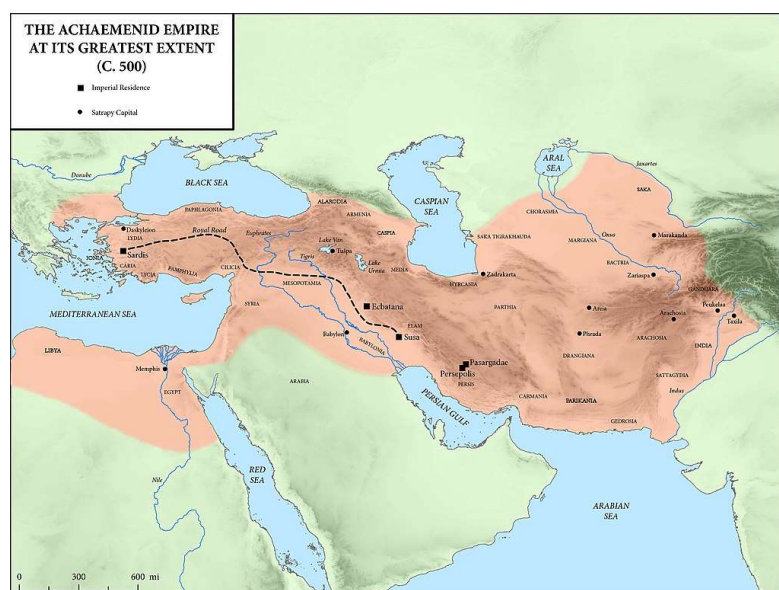 THE ACHAEMENID EMPIRE
AT ITS GREATEST EXTENT
(C. 500)
Imperial Residence
Satrapy Capital
Danube
BLACK SEA
CASPIAN
SEA
ARAL
SEA
Iaxartes
SAKA
CHORASMIA
SAKA TIGRAKHAUDA
MARGIANA
Oxus
Marakanda
BACTRIA
Zariaspa
GANDHARA
PAPHLAGONIA
ALARODIA
ARMENIA
CASPIA
Daskyleion
LYDIA
Royal Road
Euphrates
Lake Van
Tušpa
Sardis
IONIA
CARIA
LYCIA
PAMPHYLIA
CILICIA
Tigris
Lake
Urmia
MEDIA
MESOPOTAMIA
HYRCANIA
Zadrakarta
SYRIA
Ecbatana
PARTHIA
Artoa
Arachosia
Peukelaa
Taxila
MEDITERRANEAN SEA
Babylon
BABYLONIA
ELAM
Susa
Phrada
DRANGIANA
ARACHOSIA
INDIA
LIBYA
Memphis
EGYPT
ARABIA
Pasargadae
Persepolis
PERSIS
CARMANIA
BARIKANIA
SATTAGYDIA
Indus
GEDROSIA
PERSIAN GULF
Nile
RED
SEA
ARABIAN
SEA
0 300 600 mi